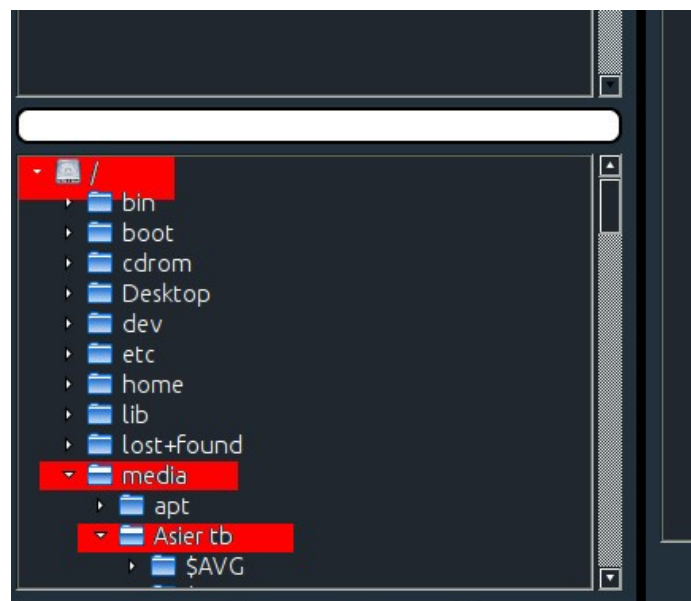 /
bin
boot
cdrom
Desktop
dev
etc
home
lib
lost+found
media
apt
Asier tb
$AVG